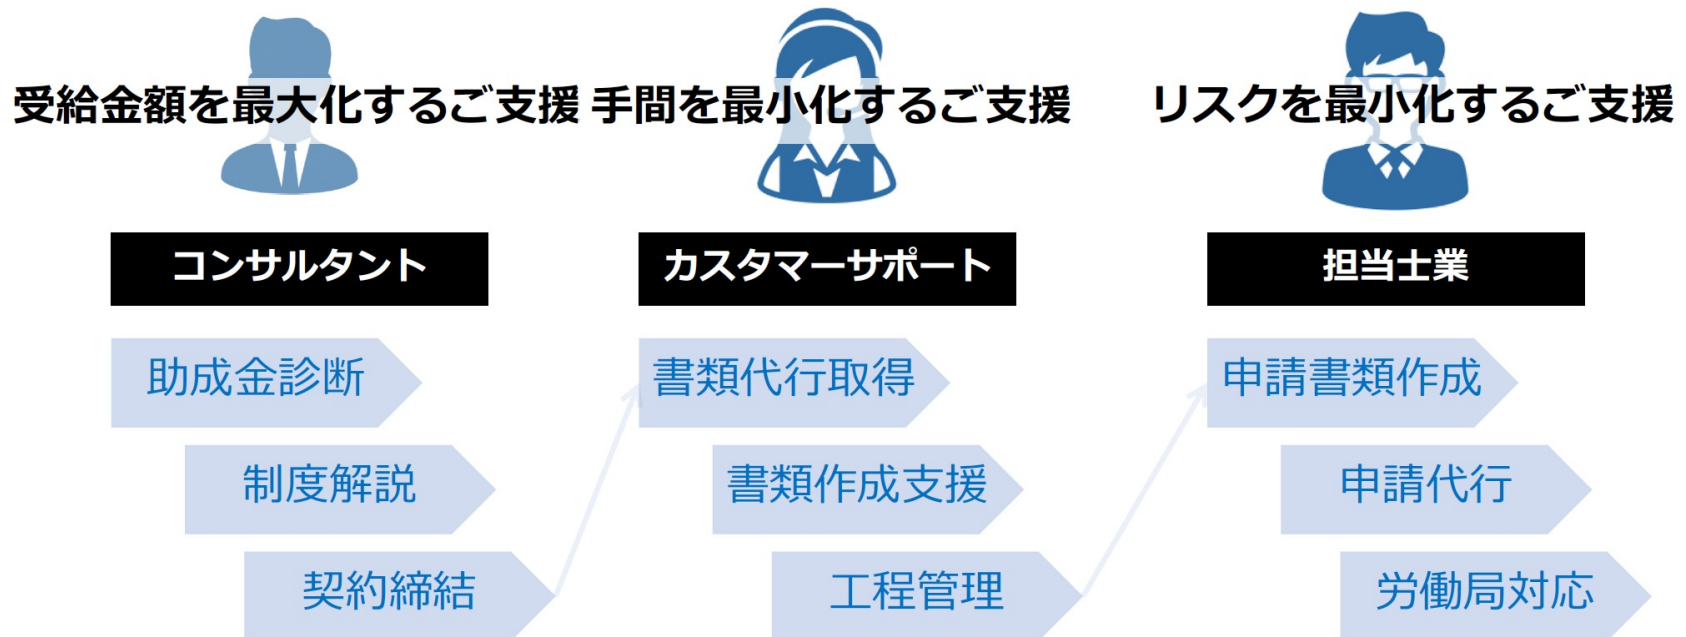 受給金額を最大化するご支援
手間を最小化するご支援
リスクを最小化するご支援
コンサルタント
カスタマーサポート
担当士業
助成金診断
制度解説
契約締結
書類代行取得
書類作成支援
工程管理
申請書類作成
申請代行
労働局対応